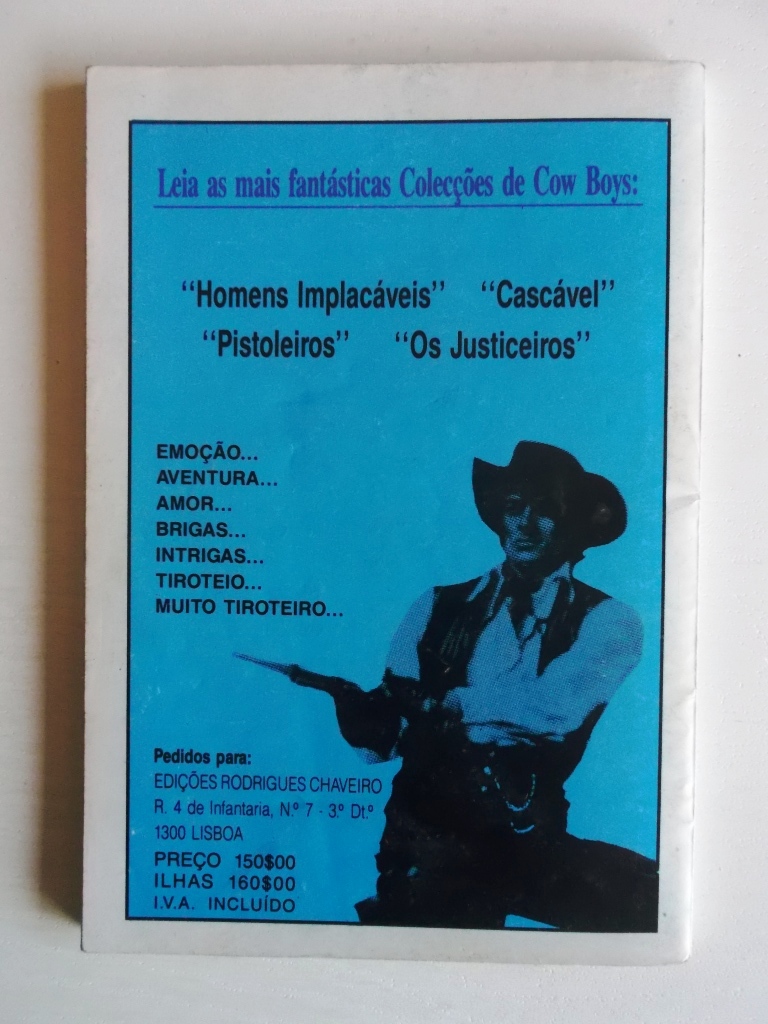 Leia as mais fantásticas Colecções de Cow Boys:
"Homens Implacáveis" "Cascável"
"Pistoleiros" "Os Justiceiros"
EMOÇÃO...
AVENTURA...
AMOR...
BRIGAS...
INTRIGAS...
TIROTEIO...
MUITO TIROTEIRO...
Pedidos para:
EDIÇÕES RODRIGUES CHAVEIRO
R. 4 de Infantaria, N.º 7 - 3.º Dt.º
1300 LISBOA
PREÇO 150$00
ILHAS 160$00
I.V.A. INCLUÍDO